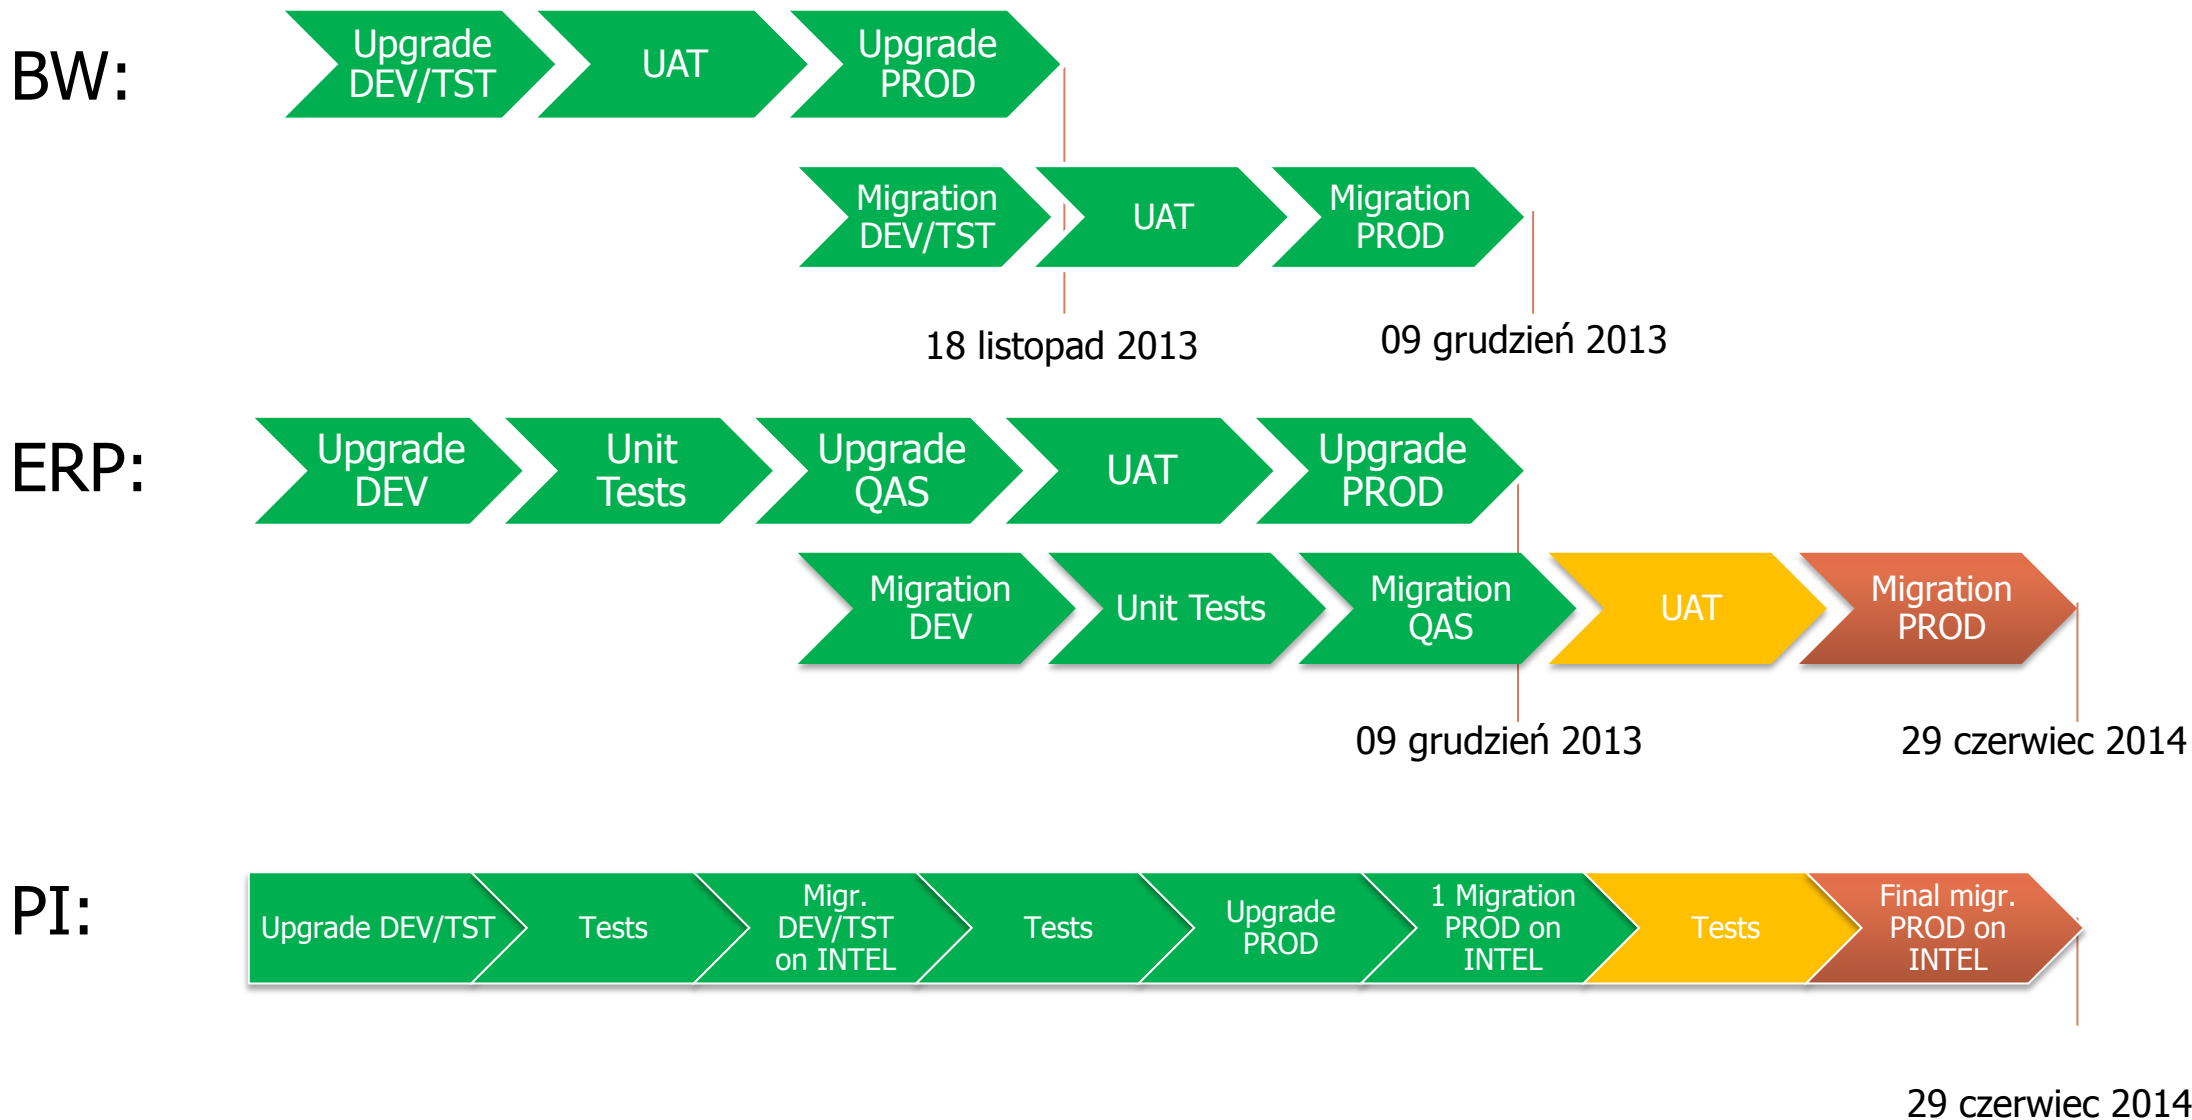 BW:
Upgrade
DEV/TST
UAT
Upgrade
PROD
Migration
DEV/TST
UAT
Migration
PROD
18 listopad 2013
09 grudzień 2013
ERP:
Upgrade
DEV
Unit
Tests
Upgrade
QAS
UAT
Upgrade
PROD
Migration
DEV
Unit Tests
Migration
QAS
UAT
Migration
PROD
09 grudzień 2013
29 czerwiec 2014
PI:
Upgrade DEV/TST
Tests
Migr.
DEV/TST
on INTEL
Tests
Upgrade
PROD
1 Migration
PROD on
INTEL
Tests
Final migr.
PROD on
INTEL
29 czerwiec 2014